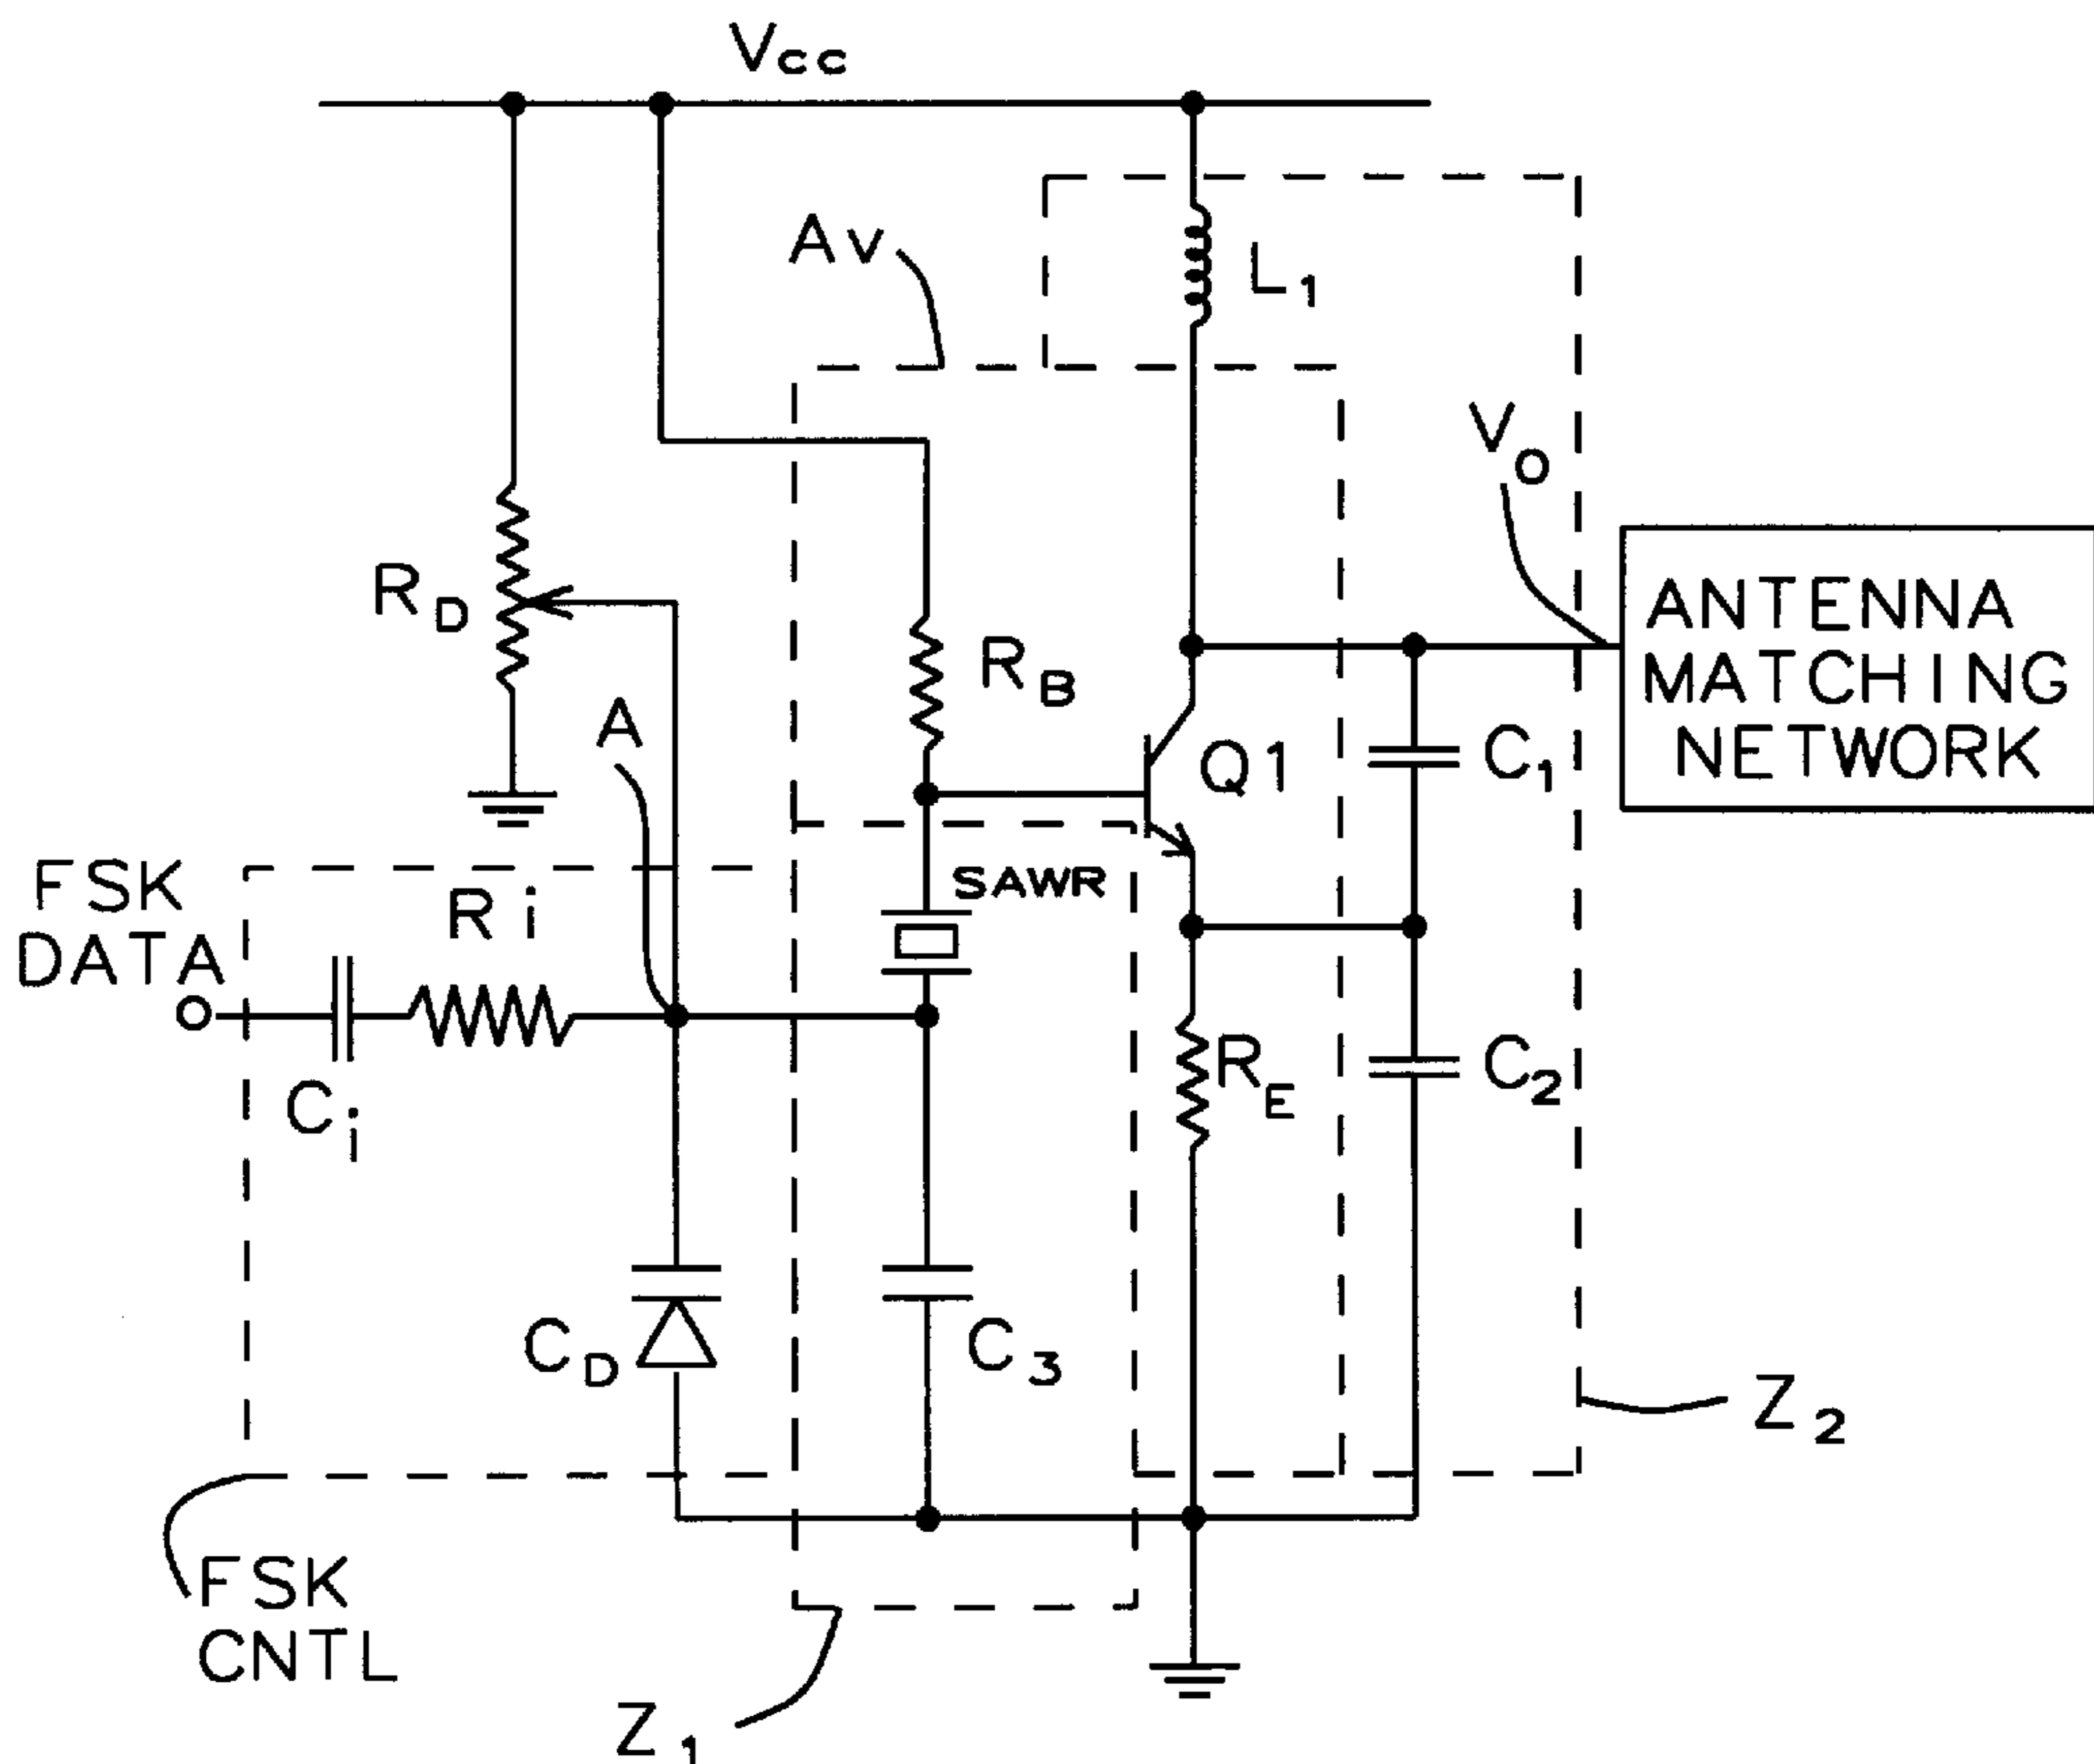 Vcc
Av
L1
Vo
RD
RB
ANTENNA
MATCHING
NETWORK
A
Q1
C1
FSK
DATA
Ri
SAWR
Ci
RE
C2
CD
C3
Z2
FSK
CNTL
Z1